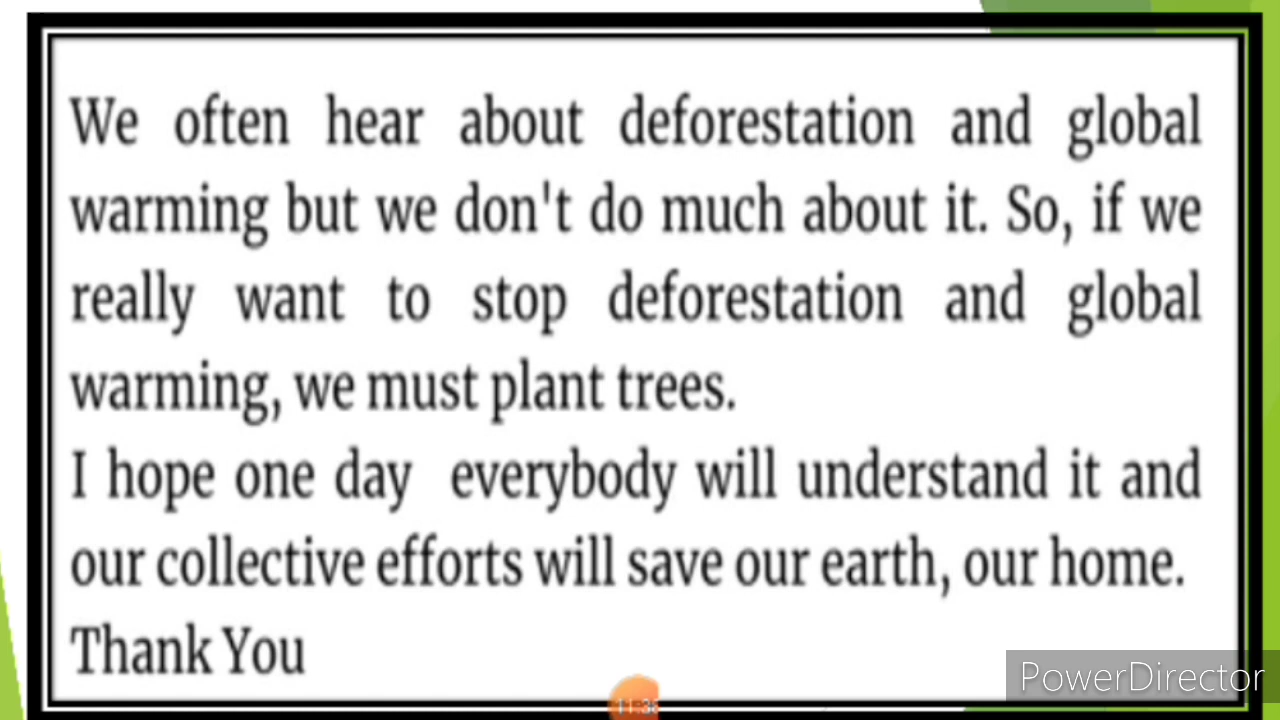 We often hear about deforestation and global
warming but we don't do much about it. So, if we
really want to stop deforestation and global
warming, we must plant trees.
I hope one day everybody will understand it and
our collective efforts will save our earth, our home.
Thank You
PowerDirector